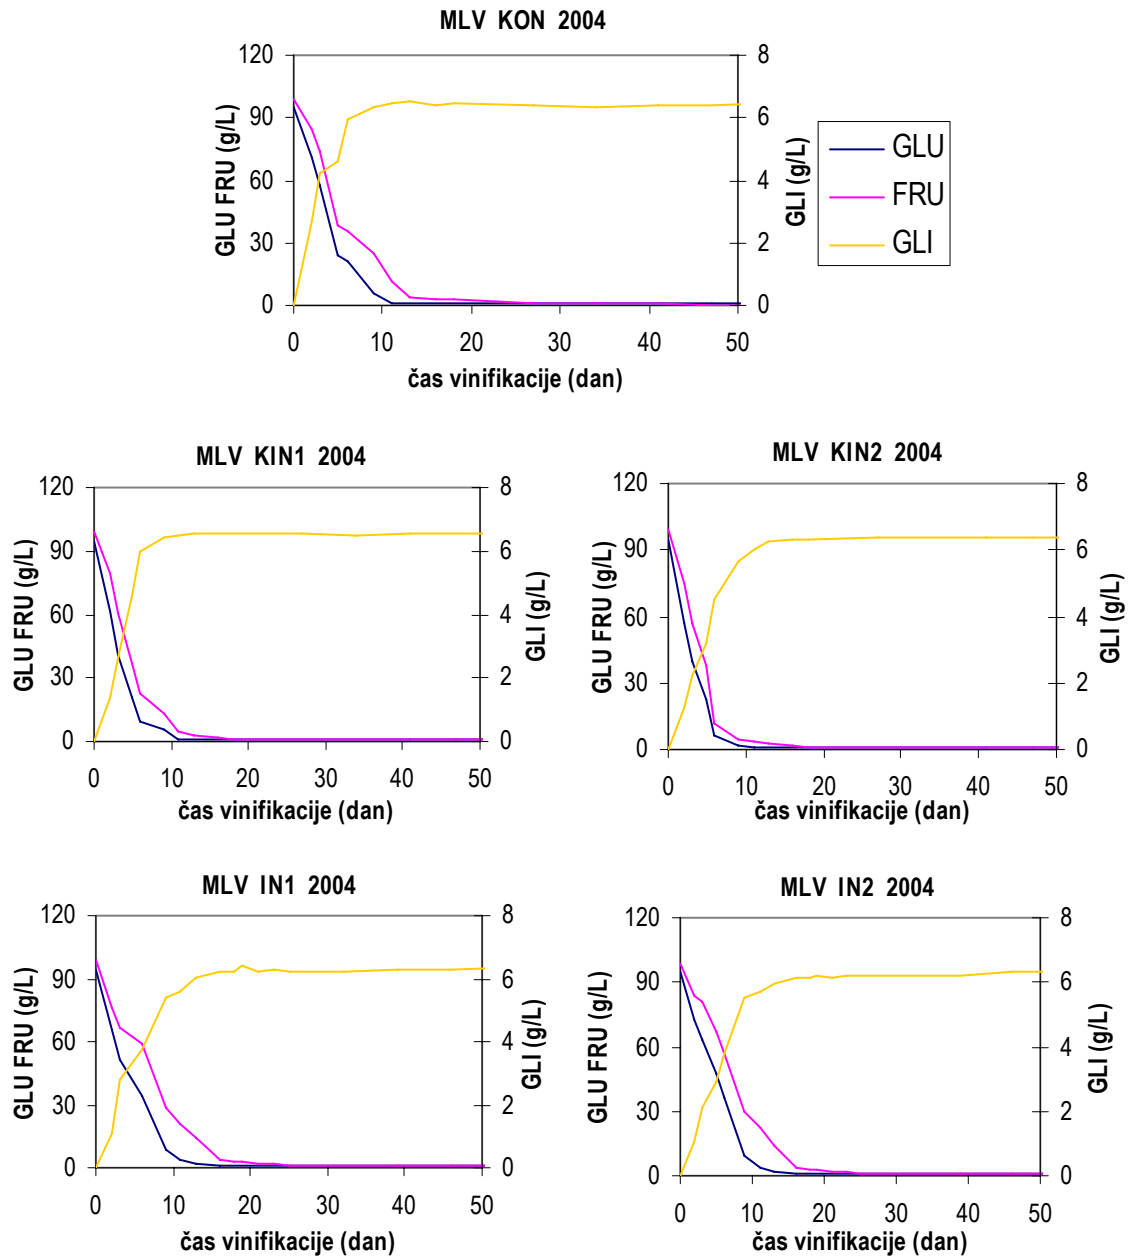 MLV KON 2004
120
90
60
30
0
8
6
4
2
0
GLU FRU (g/L)
GLI (g/L)
0 10 20 30 40 50
čas vinifikacije (dan)
GLU
FRU
GLI
MLV KIN1 2004
120
90
60
30
0
8
6
4
2
0
GLU FRU (g/L)
GLI (g/L)
0 10 20 30 40 50
čas vinifikacije (dan)
MLV KIN2 2004
120
90
60
30
0
8
6
4
2
0
GLU FRU (g/L)
GLI (g/L)
0 10 20 30 40 50
čas vinifikacije (dan)
MLV IN1 2004
120
90
60
30
0
8
6
4
2
0
GLU FRU (g/L)
GLI (g/L)
0 10 20 30 40 50
čas vinifikacije (dan)
MLV IN2 2004
120
90
60
30
0
8
6
4
2
0
GLU FRU (g/L)
GLI (g/L)
0 10 20 30 40 50
čas vinifikacije (dan)